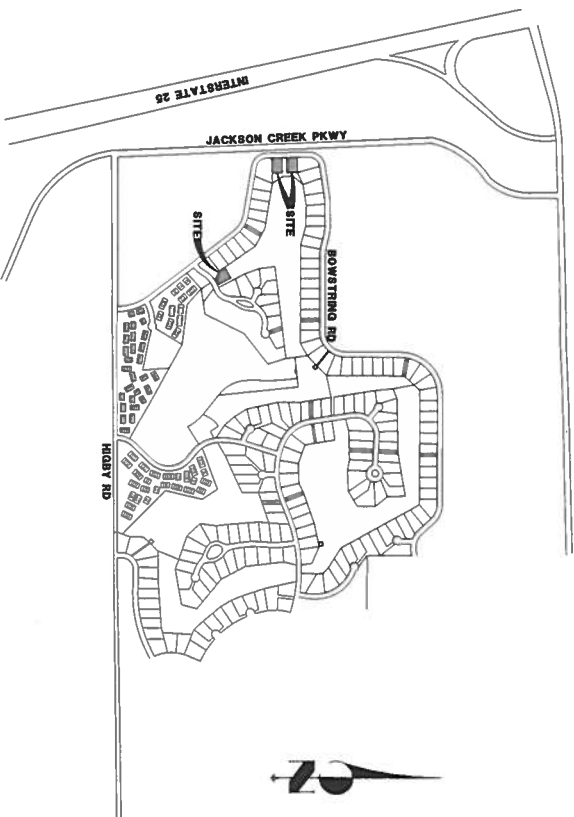 INTERSTATE 25
JACKSON CREEK PKWY
SITE
SITE
BOWSTRING RD
HIGBY RD
N